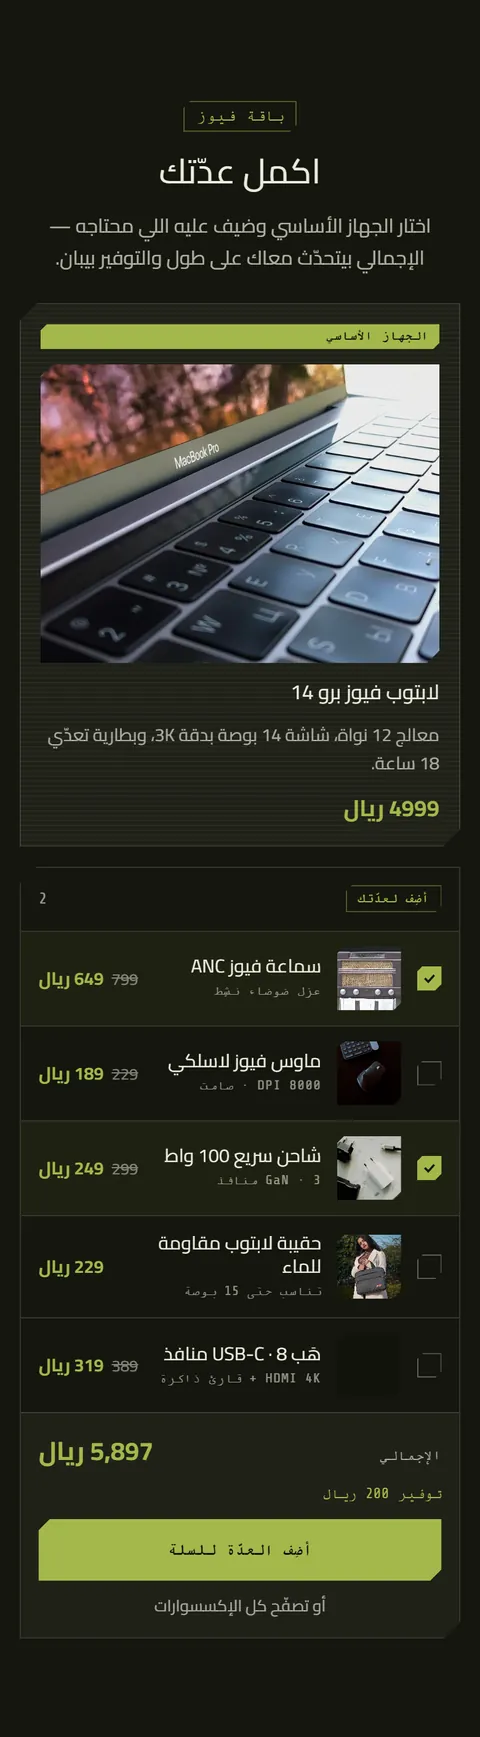 باقة فيوز
اكمل عدّتك
اختار الجهاز الأساسي وضيف عليه اللي محتاجه —
الإجمالي بيتحدّث معاك على طول والتوفير بيبان.
الجهاز الأساسي
MacBook Pro
لابتوب فيوز برو 14
معالج 12 نواة، شاشة 14 بوصة بدقة 3K، وبطارية تعدّي
18 ساعة.
4999 ريال
أضِف لعدّتك
2
سماعة فيوز ANC
عزل ضوضاء نشِط
799 649 ريال
ماوس فيوز لاسلكي
8000 DPI · صامت
229 189 ريال
شاحن سريع 100 واط
GaN · 3 منافذ
299 249 ريال
حقيبة لابتوب مقاومة
للماء
تناسب حتى 15 بوصة
229 ريال
هَب USB-C · 8 منافذ
HDMI 4K + قارئ ذاكرة
389 319 ريال
الإجمالي
5,897 ريال
توفير 200 ريال
أضِف العدّة للسلة
أو تصفّح كل الإكسسوارات